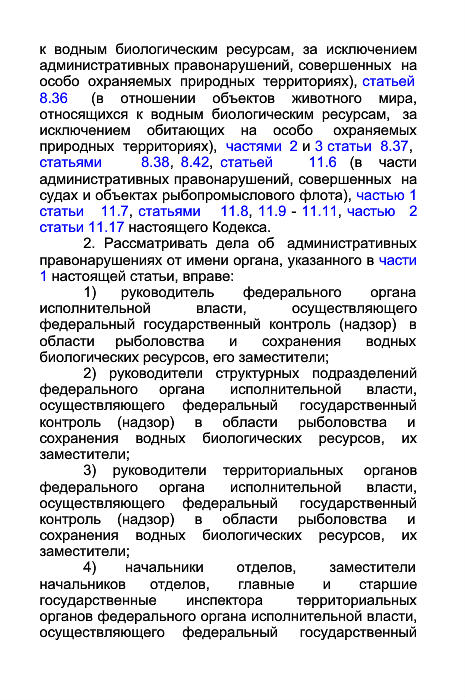 к водным биологическим ресурсам, за исключением
административных правонарушений, совершенных на
особо охраняемых природных территориях), статьей
8.36 (в отношении объектов животного мира,
относящихся к водным биологическим ресурсам, за
исключением обитающих на особо охраняемых
природных территориях), частями 2 и 3 статьи 8.37,
статьями 8.38, 8.42, статьей 11.6 (в части
административных правонарушений, совершенных на
судах и объектах рыбопромыслового флота), частью 1
статьи 11.7, статьями 11.8, 11.9 - 11.11, частью 2
статьи 11.17 настоящего Кодекса.
2. Рассматривать дела об административных
правонарушениях от имени органа, указанного в части
1 настоящей статьи, вправе:
1) руководитель федерального органа
исполнительной власти, осуществляющего
федеральный государственный контроль (надзор) в
области рыболовства и сохранения водных
биологических ресурсов, его заместители;
2) руководители структурных подразделений
федерального органа исполнительной власти,
осуществляющего федеральный государственный
контроль (надзор) в области рыболовства и
сохранения водных биологических ресурсов, их
заместители;
3) руководители территориальных органов
федерального органа исполнительной власти,
осуществляющего федеральный государственный
контроль (надзор) в области рыболовства и
сохранения водных биологических ресурсов, их
заместители;
4) начальники отделов, заместители
начальников отделов, главные и старшие
государственные инспектора территориальных
органов федерального органа исполнительной власти,
осуществляющего федеральный государственный